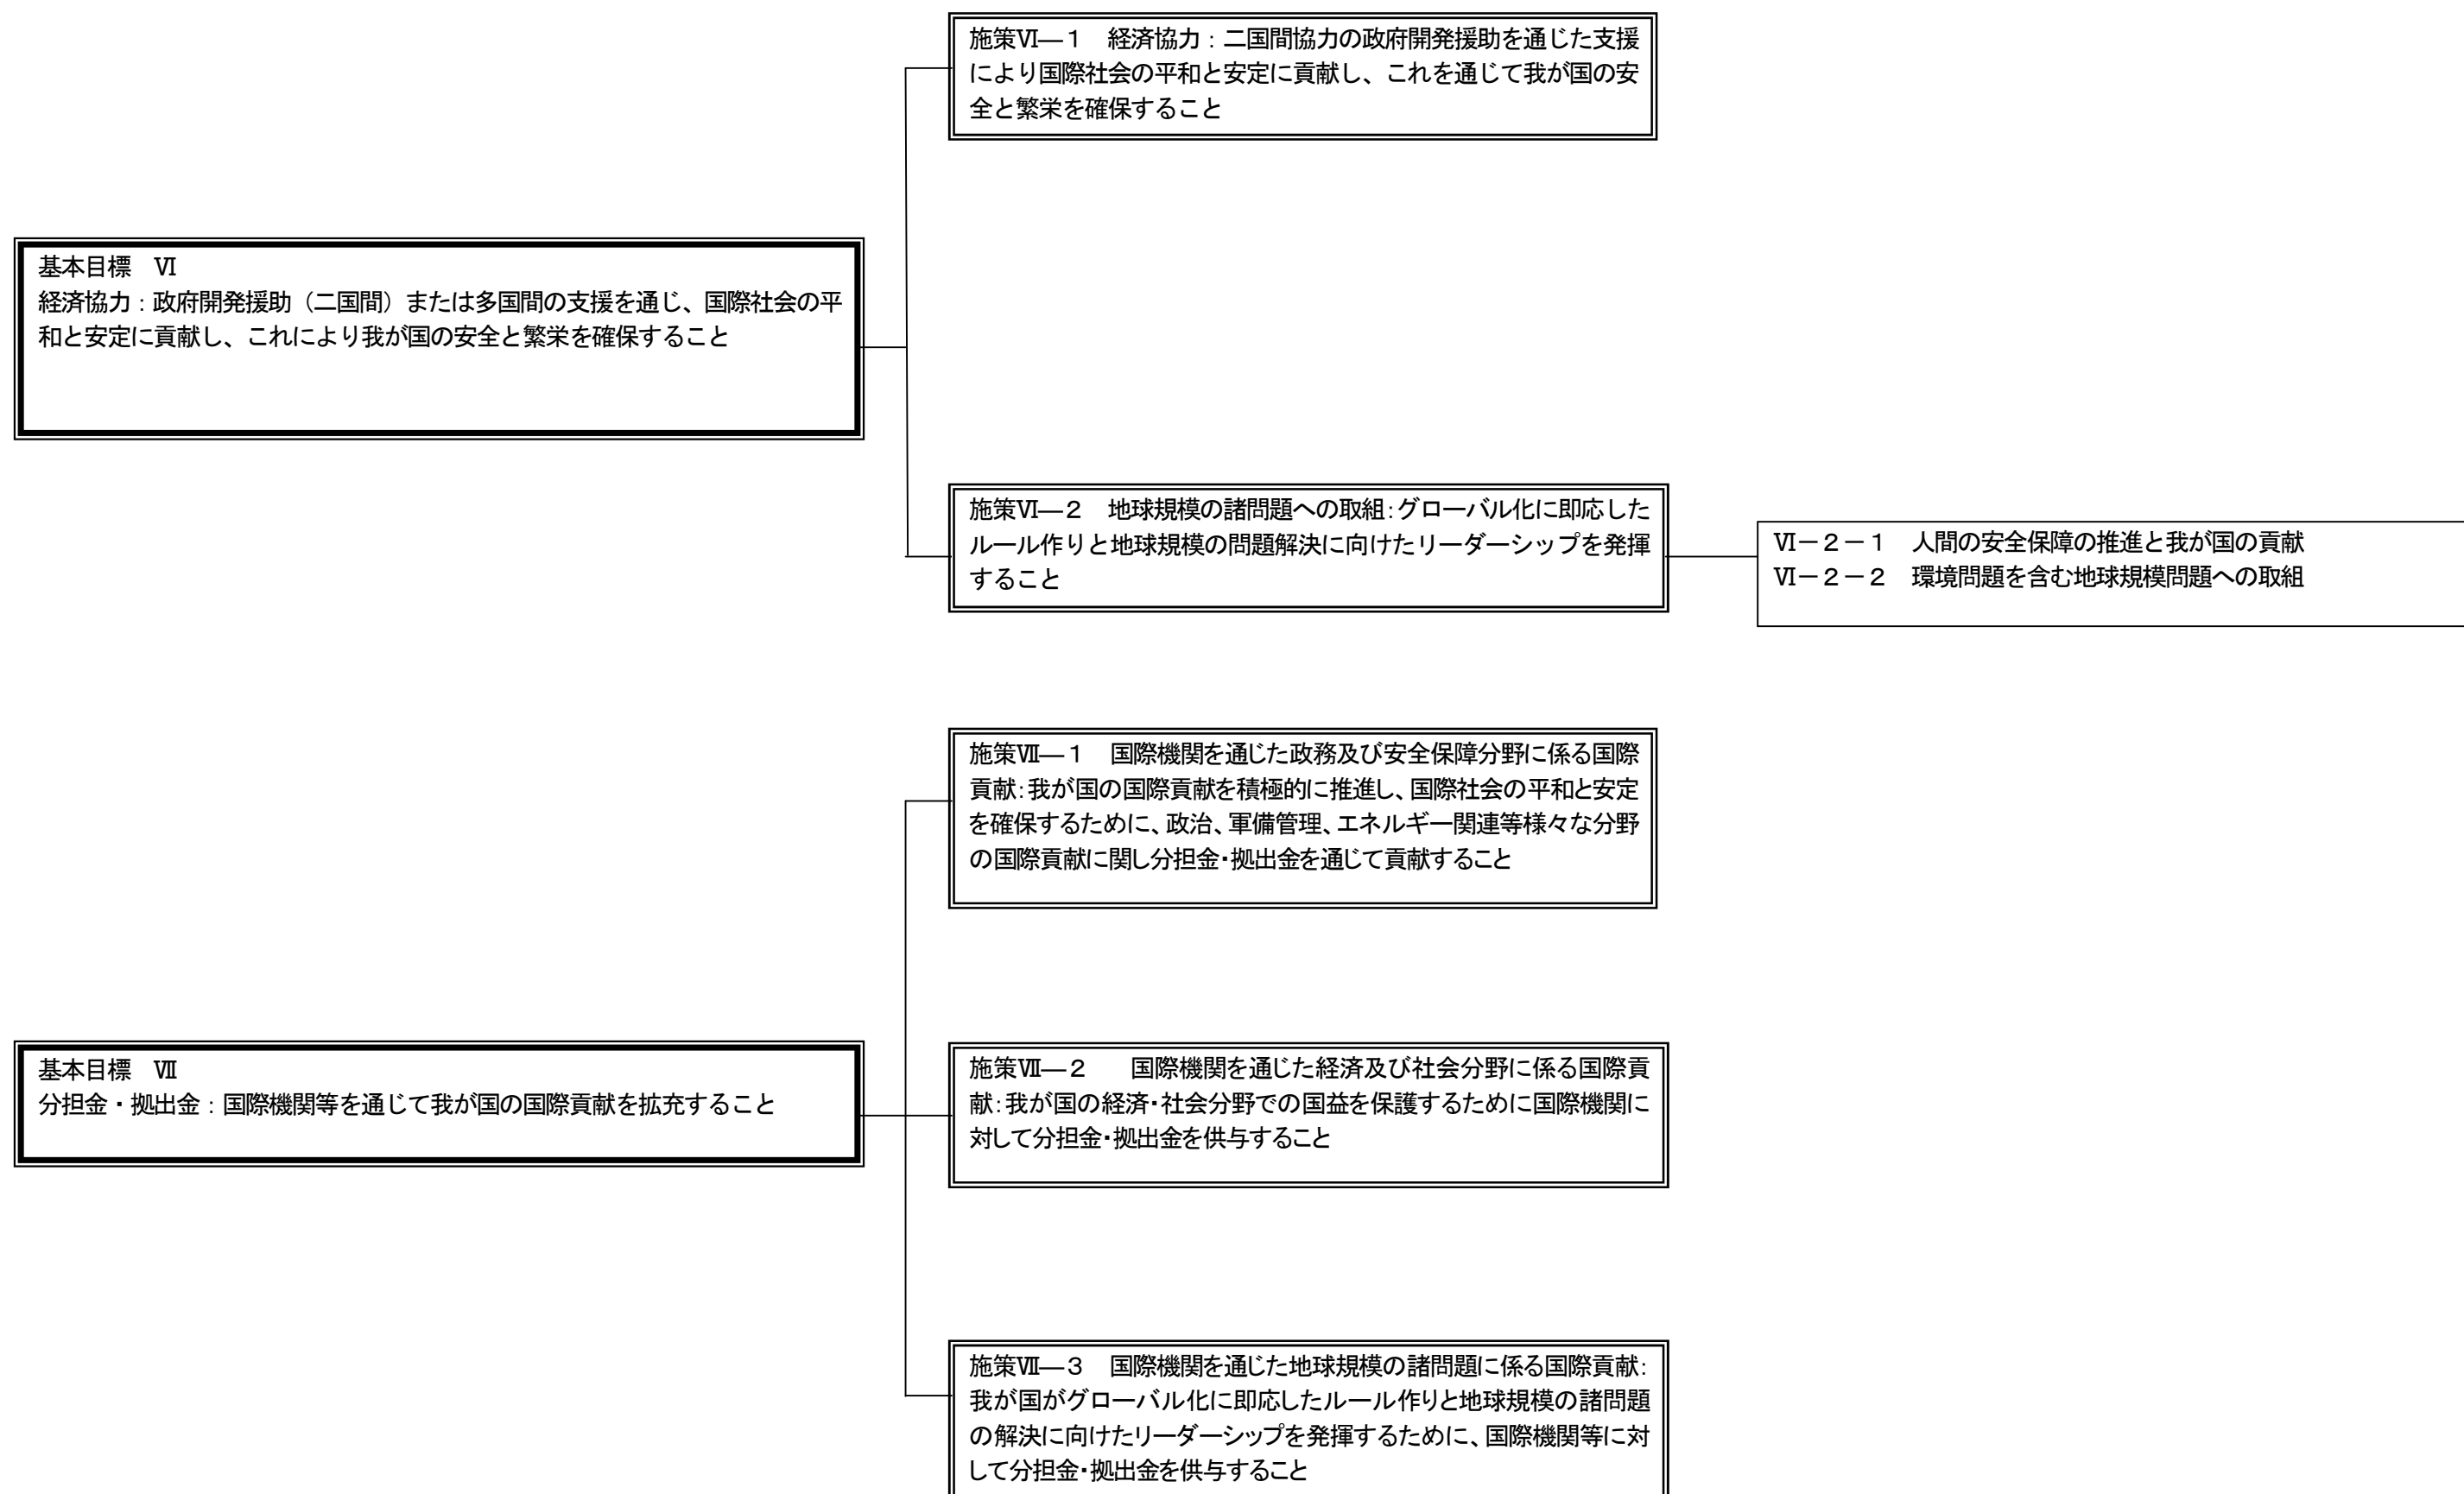 施策Ⅵ―１　経済協力：二国間協力の政府開発援助を通じた支援
により国際社会の平和と安定に貢献し、これを通じて我が国の安
全と繁栄を確保すること
基本目標　Ⅵ
経済協力：政府開発援助（二国間）または多国間の支援を通じ、国際社会の平
和と安定に貢献し、これにより我が国の安全と繁栄を確保すること
施策Ⅵ―２　地球規模の諸問題への取組：グローバル化に即応した
ルール作りと地球規模の問題解決に向けたリーダーシップを発揮
すること
Ⅵ－２－１　人間の安全保障の推進と我が国の貢献
Ⅵ－２－２　環境問題を含む地球規模問題への取組
施策Ⅶ―１　国際機関を通じた政務及び安全保障分野に係る国際
貢献：我が国の国際貢献を積極的に推進し、国際社会の平和と安定
を確保するために、政治、軍備管理、エネルギー関連等様々な分野
の国際貢献に関し分担金・拠出金を通じて貢献すること
基本目標　Ⅶ
分担金・拠出金：国際機関等を通じて我が国の国際貢献を拡充すること
施策Ⅶ―２　　国際機関を通じた経済及び社会分野に係る国際貢
献：我が国の経済・社会分野での国益を保護するために国際機関に
対して分担金・拠出金を供与すること
施策Ⅶ―３　国際機関を通じた地球規模の諸問題に係る国際貢献：
我が国がグローバル化に即応したルール作りと地球規模の諸問題
の解決に向けたリーダーシップを発揮するために、国際機関等に対
して分担金・拠出金を供与すること